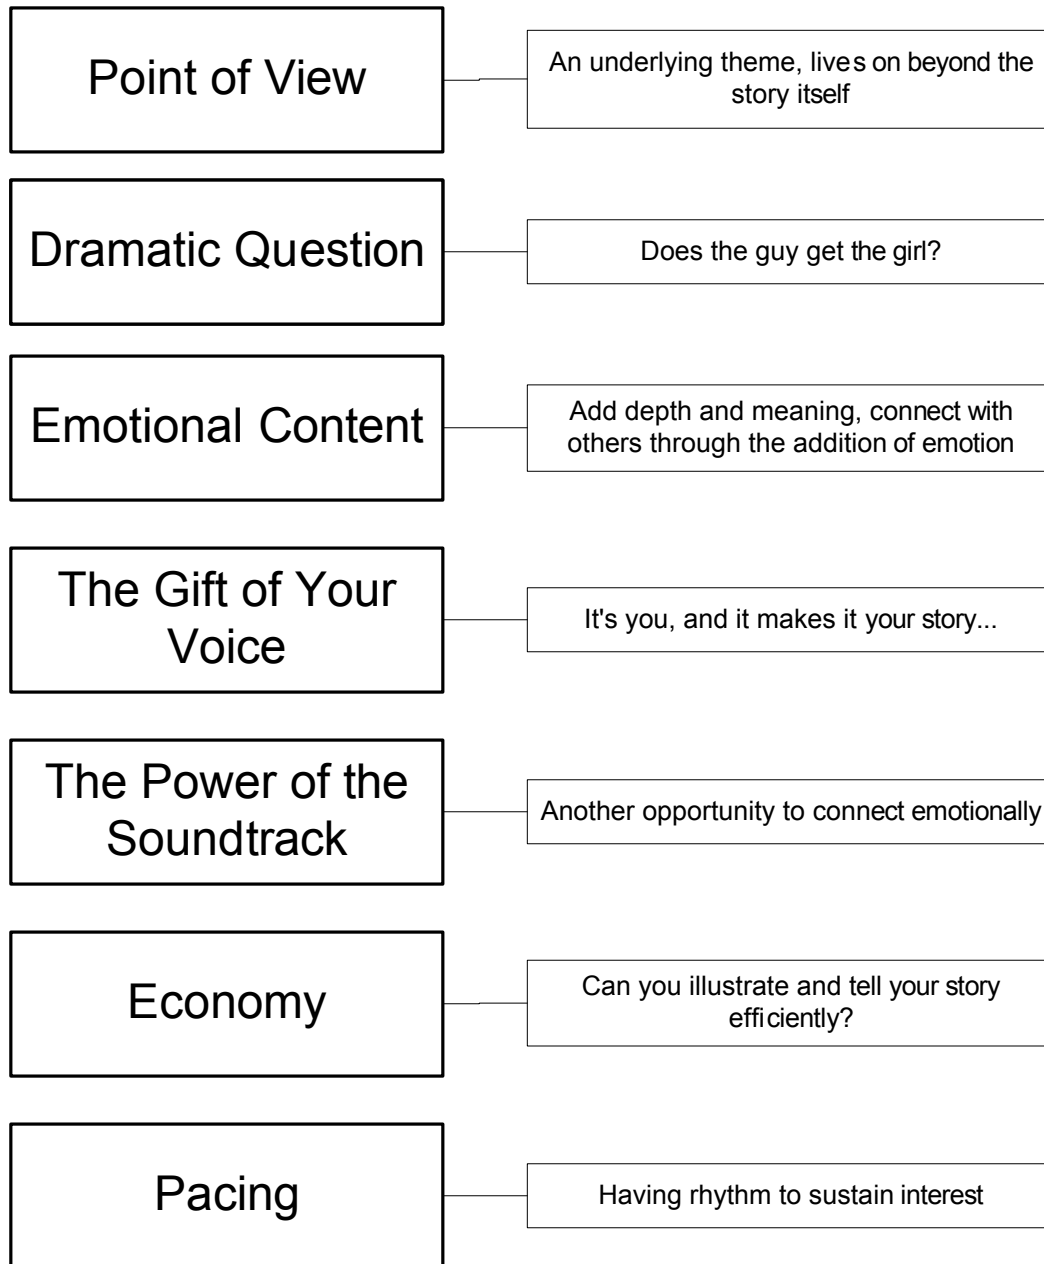 Point of View
An underlying theme, lives on beyond the
story itself
Dramatic Question
Does the guy get the girl?
Emotional Content
Add depth and meaning, connect with
others through the addition of emotion
The Gift of Your
Voice
It's you, and it makes it your story...
The Power of the
Soundtrack
Another opportunity to connect emotionally
Economy
Can you illustrate and tell your story
efficiently?
Pacing
Having rhythm to sustain interest